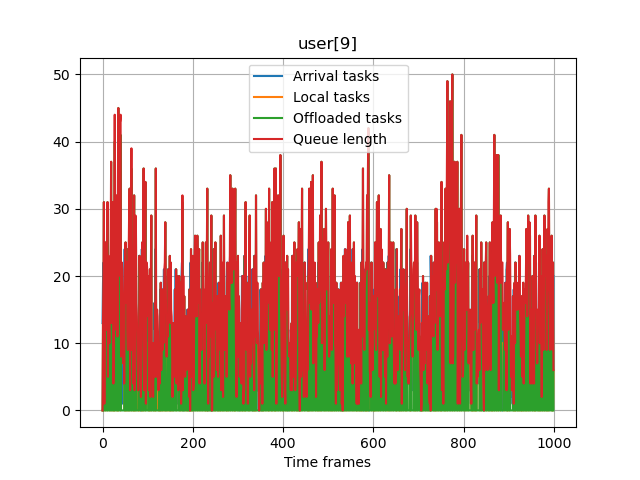 user[9]
Arrival tasks
Local tasks
Offloaded tasks
Queue length
50
40
30
20
10
0
0 200 400 600 800 1000
Time frames